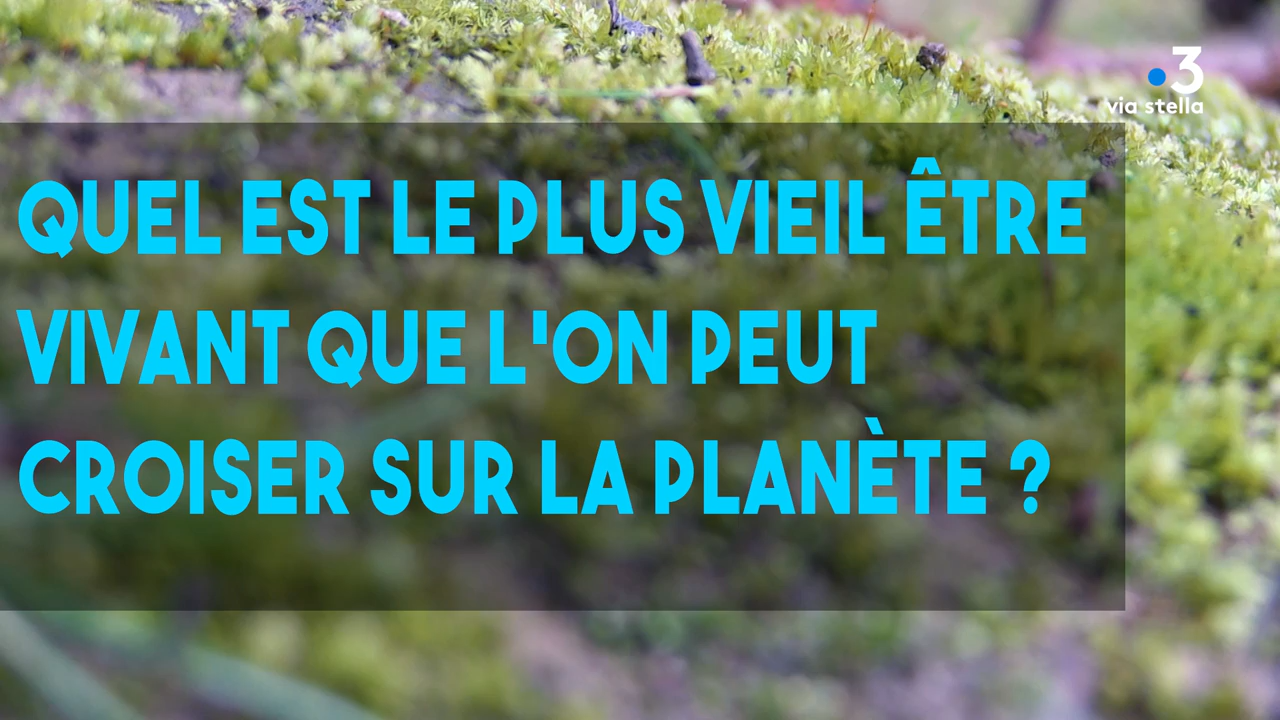 3
via stella
QUEL EST LE PLUS VIEIL ÊTRE
VIVANT QUE L'ON PEUT
CROISER SUR LA PLANÈTE ?